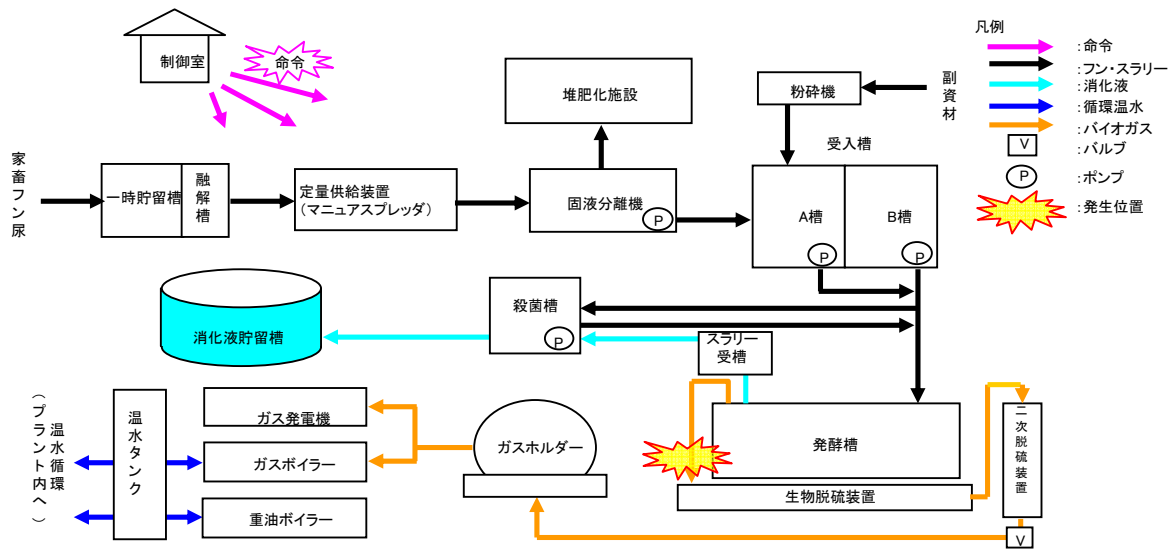 制御室
命令
凡例
:命令
:フン・スラリー
:消化液
:循環温水
:バイオガス
V
:バルブ
P
:ポンプ
:発生位置
堆肥化施設
粉砕機
副資材
受入槽
家畜フン尿
一時貯留槽
融解槽
定量供給装置
（マニュアスプレッダ）
固液分離機
P
A槽
P
B槽
P
殺菌槽
P
消化液貯留槽
スラリー
受槽
温水循環
（プラント内へ）
温水タンク
ガス発電機
ガスボイラー
重油ボイラー
ガスホルダー
発酵槽
生物脱硫装置
二次脱硫装置
V